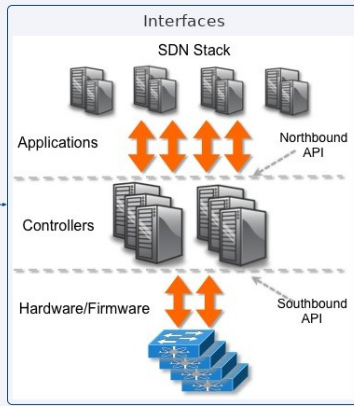 Interfaces
SDN Stack
Applications
Northbound
API
Controllers
Hardware/Firmware
Southbound
API